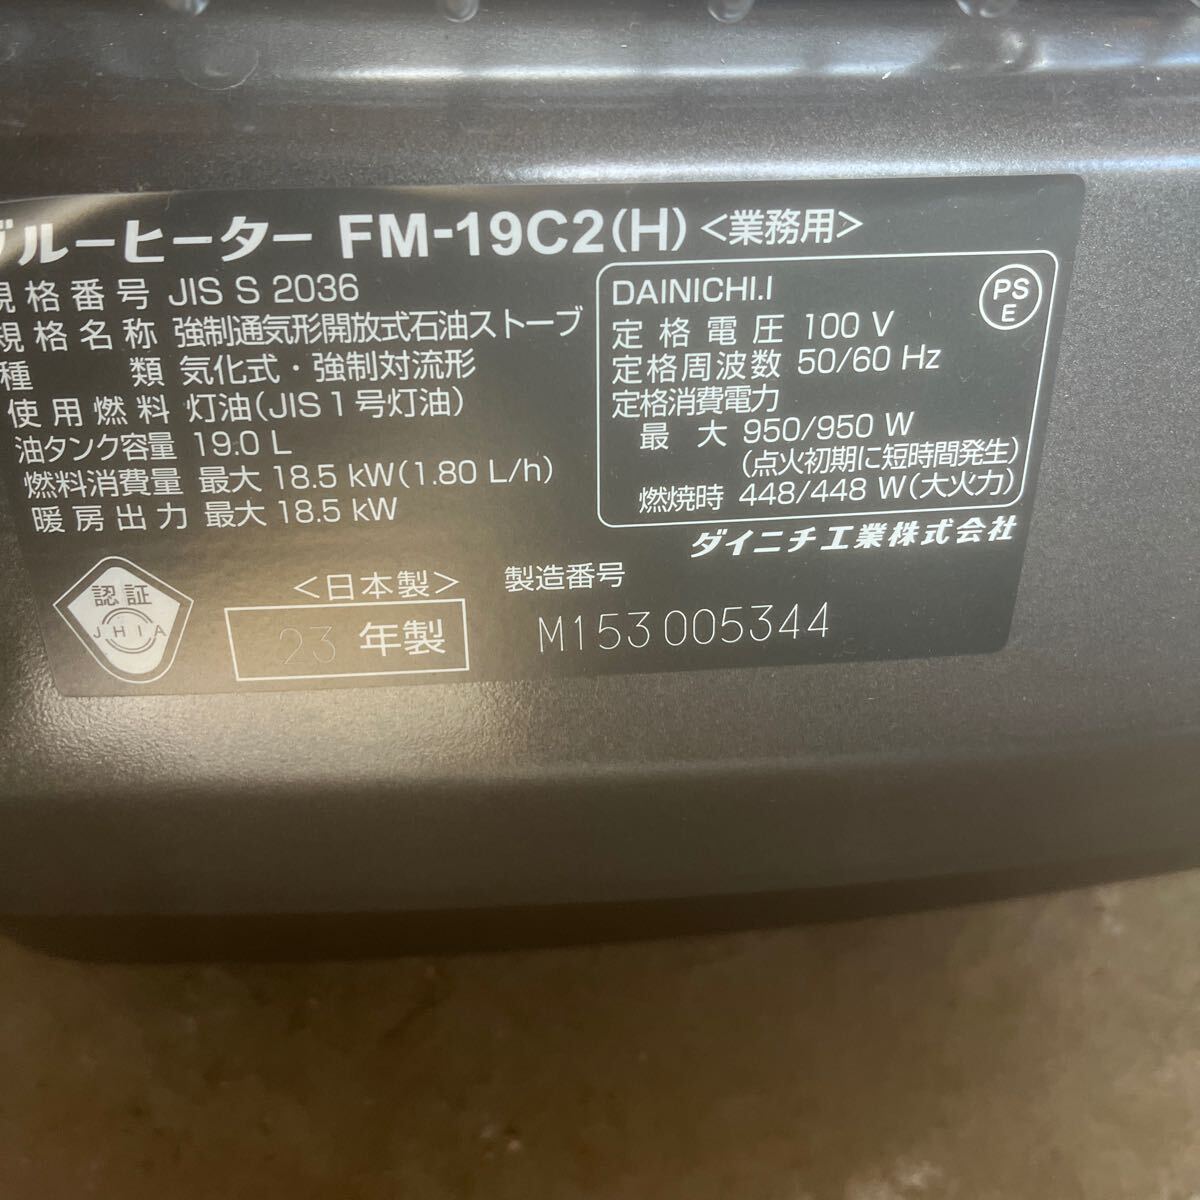 ブルーヒーター FM-19C2(H) <業務用>
規格番号 JIS S 2036
規格名称 強制通気形開放式石油ストーブ
種類 気化式・強制対流形
使用燃料 灯油(JIS1号灯油)
油タンク容量 19.0 L
燃料消費量 最大 18.5 kW(1.80 L/h)
暖房出力 最大 18.5 kW
DAINICHI.I
PS
E
定格電圧 100 V
定格周波数 50/60 Hz
定格消費電力
最大 950/950 W
(点火初期に短時間発生)
燃焼時 448/448 W(大火力)
ダイニチ工業株式会社
認証
JHIA
<日本製>
23 年製
製造番号
M153005344